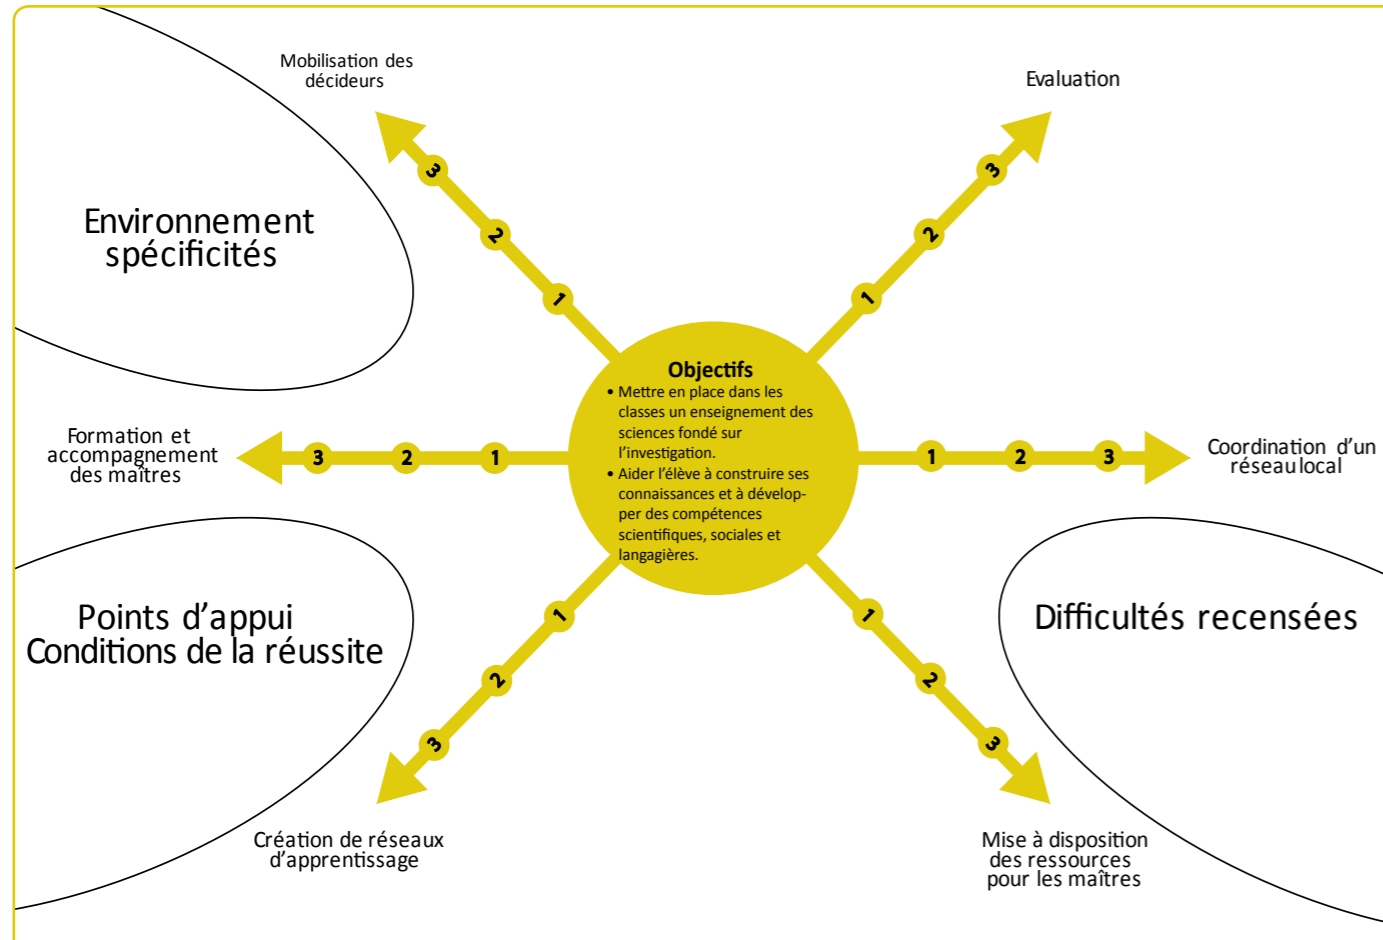 Mobilisation des
décideurs
3
2
1
Evaluation
3
2
1
Environnement
spécificités
Objectifs
• Mettre en place dans les
classes un enseignement des
sciences fondé sur
l’investigation.
• Aider l’élève à construire ses
connaissances et à dévelop-
per des compétences
scientifiques, sociales et
langagières.
Formation et
accompagnement
des maîtres
3 2 1
1 2 3
Coordination d’un
réseau local
Points d’appui
Conditions de la réussite
1
2
3
Création de réseaux
d’apprentissage
1
2
3
Mise à disposition
des ressources
pour les maîtres
Difficultés recensées